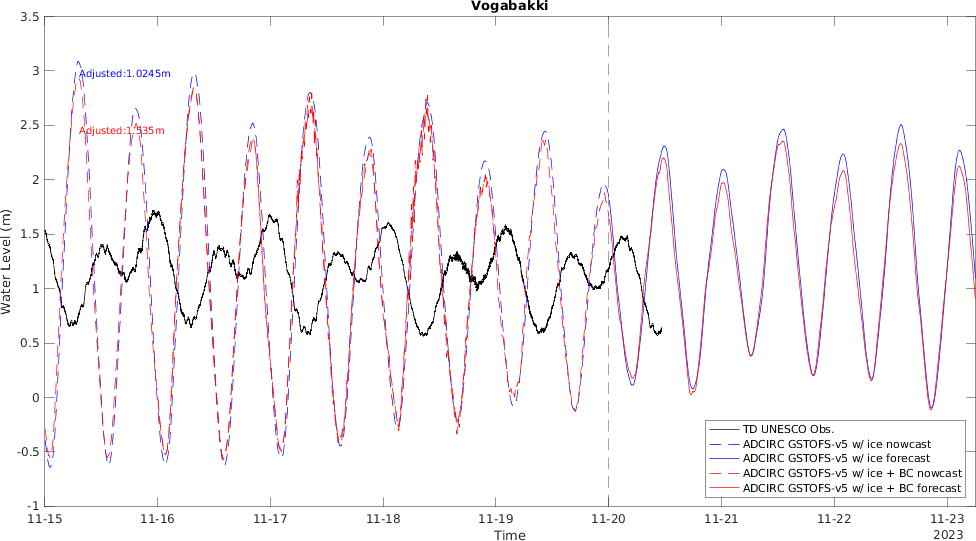 Vogabakki
3.5
3
2.5
2
1.5
1
0.5
0
-0.5
-1
Water Level (m)
Adjusted:1.0245m
Adjusted:1.535m
TD UNESCO Obs.
ADCIRC GSTOFS-v5 w/ ice nowcast
ADCIRC GSTOFS-v5 w/ ice forecast
ADCIRC GSTOFS-v5 w/ ice + BC nowcast
ADCIRC GSTOFS-v5 w/ ice + BC forecast
11-15 11-16 11-17 11-18 11-19 11-20 11-21 11-22 11-23
Time
2023